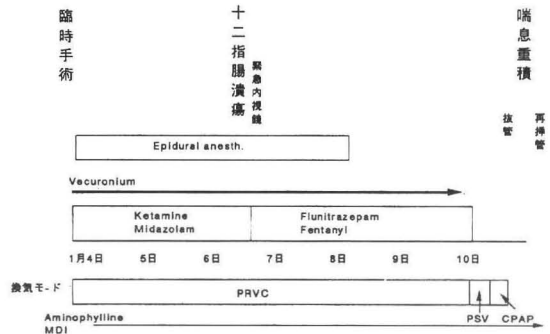 臨時手術
十二指腸潰瘍
緊急内視鏡
喘息重積
抜管
再挿管
Epidural anesth.
Vecuronium
Ketamine
Midazolam
Flunitrazepam
Fentanyl
1月4日 5日 6日 7日 8日 9日 10日
換気モード
PRVC
PSV CPAP
Aminophylline
MDI